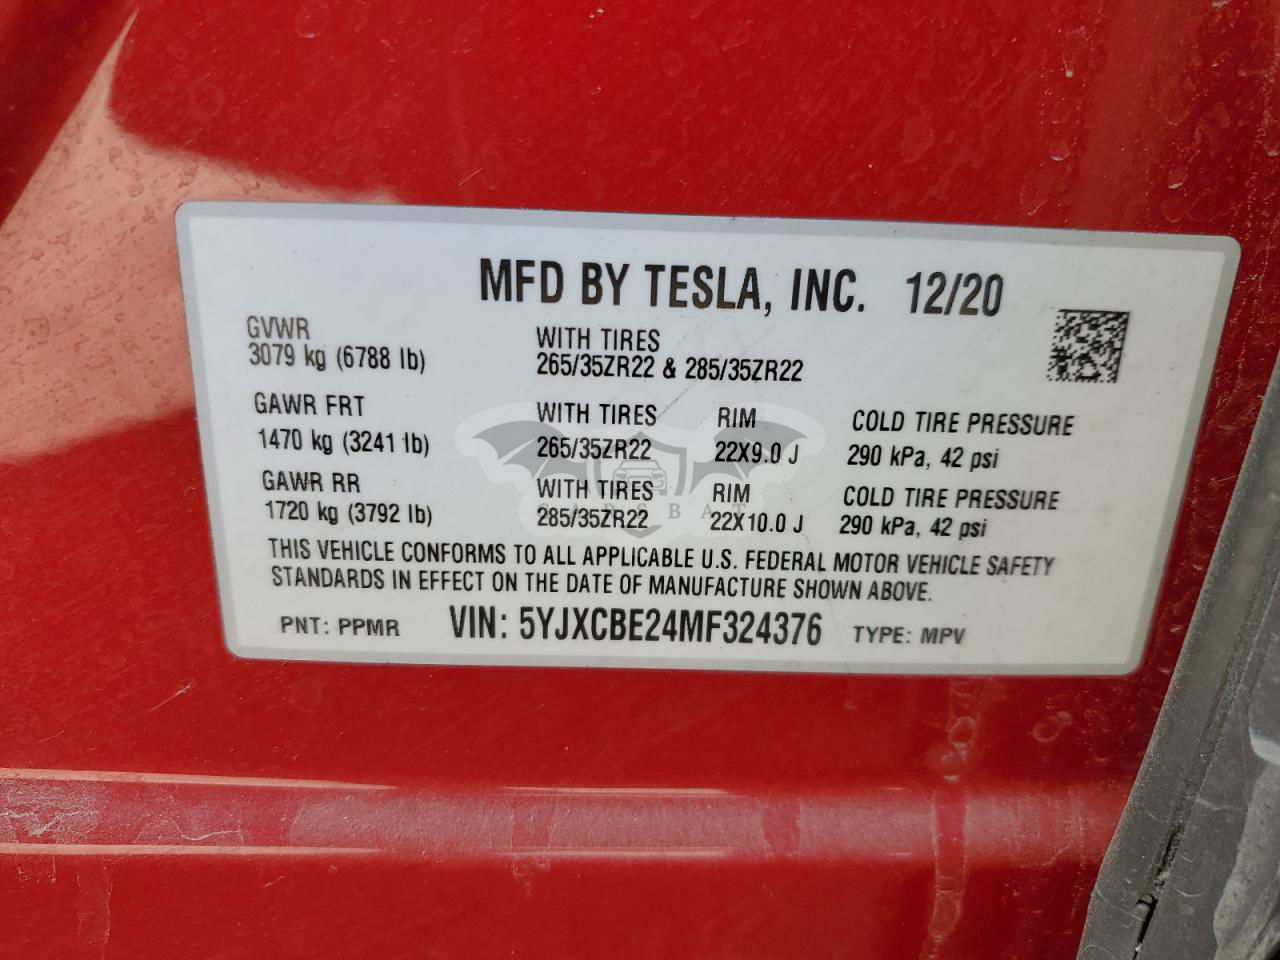 MFD BY TESLA, INC. 12/20
GVWR
3079 kg (6788 lb)
WITH TIRES
265/35ZR22 & 285/35ZR22
GAWR FRT WITH TIRES RIM COLD TIRE PRESSURE
1470 kg (3241 lb) 265/35ZR22 22X9.0 J 290 kPa, 42 psi
GAWR RR WITH TIRES RIM COLD TIRE PRESSURE
1720 kg (3792 lb) 285/35ZR22 22X10.0 J 290 kPa, 42 psi
CARSBAT
THIS VEHICLE CONFORMS TO ALL APPLICABLE U.S. FEDERAL MOTOR VEHICLE SAFETY
STANDARDS IN EFFECT ON THE DATE OF MANUFACTURE SHOWN ABOVE.
PNT: PPMR VIN: 5YJXCBE24MF324376 TYPE: MPV